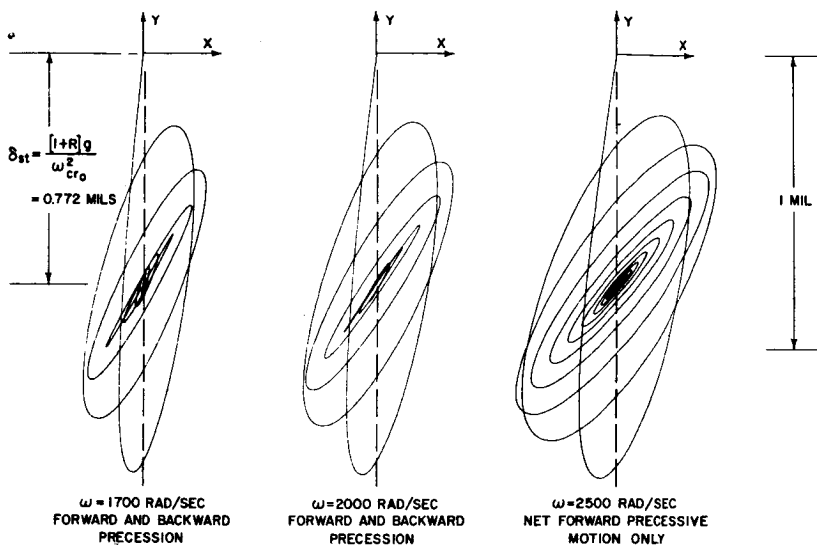 Y
X
Y
X
Y
X
δst = [1+R]g / ω²cr₀
= 0.772 MILS
1 MIL
ω=1700 RAD/SEC
FORWARD AND BACKWARD
PRECESSION
ω=2000 RAD/SEC
FORWARD AND BACKWARD
PRECESSION
ω=2500 RAD/SEC
NET FORWARD PRECESSIVE
MOTION ONLY